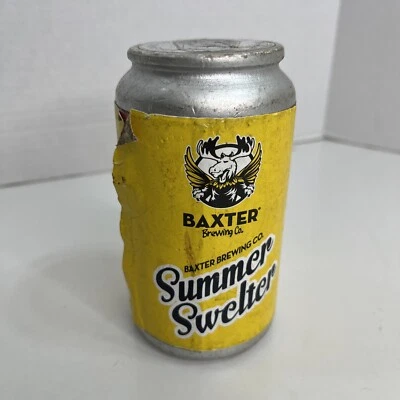 BAXTER
Brewing Co.
BAXTER BREWING CO.
Summer
Swelter